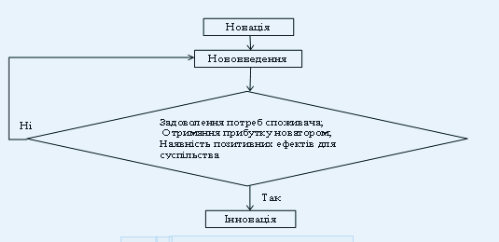 Новація
Нововведення
Ні
Задоволення потреб споживача;
Отримання прибутку новатором;
Наявність позитивних ефектів для
суспільства
Так
Інновація